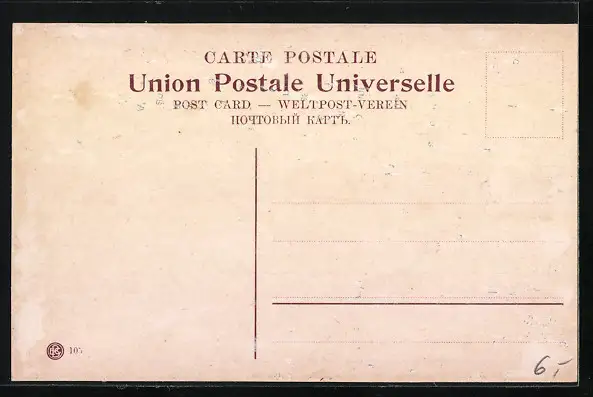 CARTE POSTALE
Union Postale Universelle
POST CARD — WELTPOST-VEREIN
ПОЧТОВЫЙ КАРТЪ.
6,-